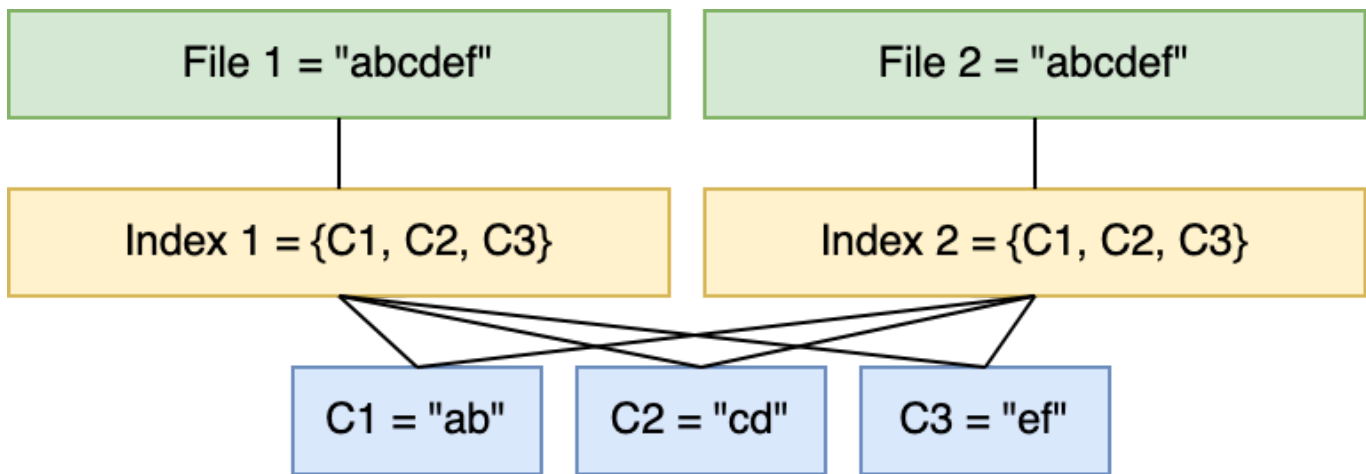 File 1 = "abcdef"
File 2 = "abcdef"
Index 1 = {C1, C2, C3}
Index 2 = {C1, C2, C3}
C1 = "ab"
C2 = "cd"
C3 = "ef"